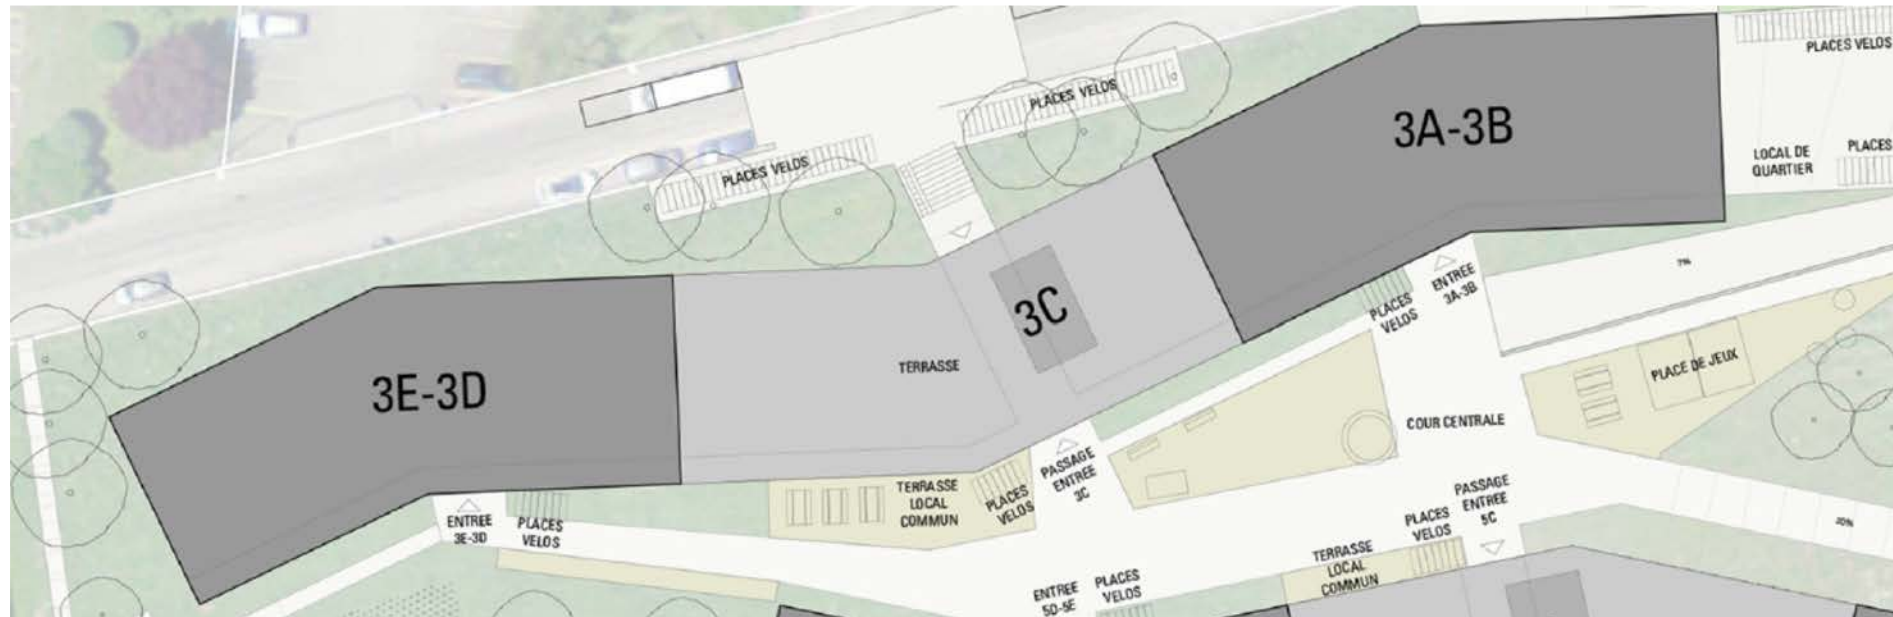 PLACES VELOS
PLACES VELOS
PLACES VELOS
3A-3B
LOCAL DE
QUARTIER
PLACES
3C
TERRASSE
3E-3D
ENTREE
3A-3B
PLACES
VELOS
7%
PLACE DE JEUX
COUR CENTRALE
PASSAGE
ENTREE
3C
TERRASSE
LOCAL
COMMUN
PLACES
VELOS
ENTREE
3E-3D
PLACES
VELOS
PASSAGE
ENTREE
5C
PLACES
VELOS
TERRASSE
LOCAL
COMMUN
ENTREE
5D-5E
PLACES
VELOS